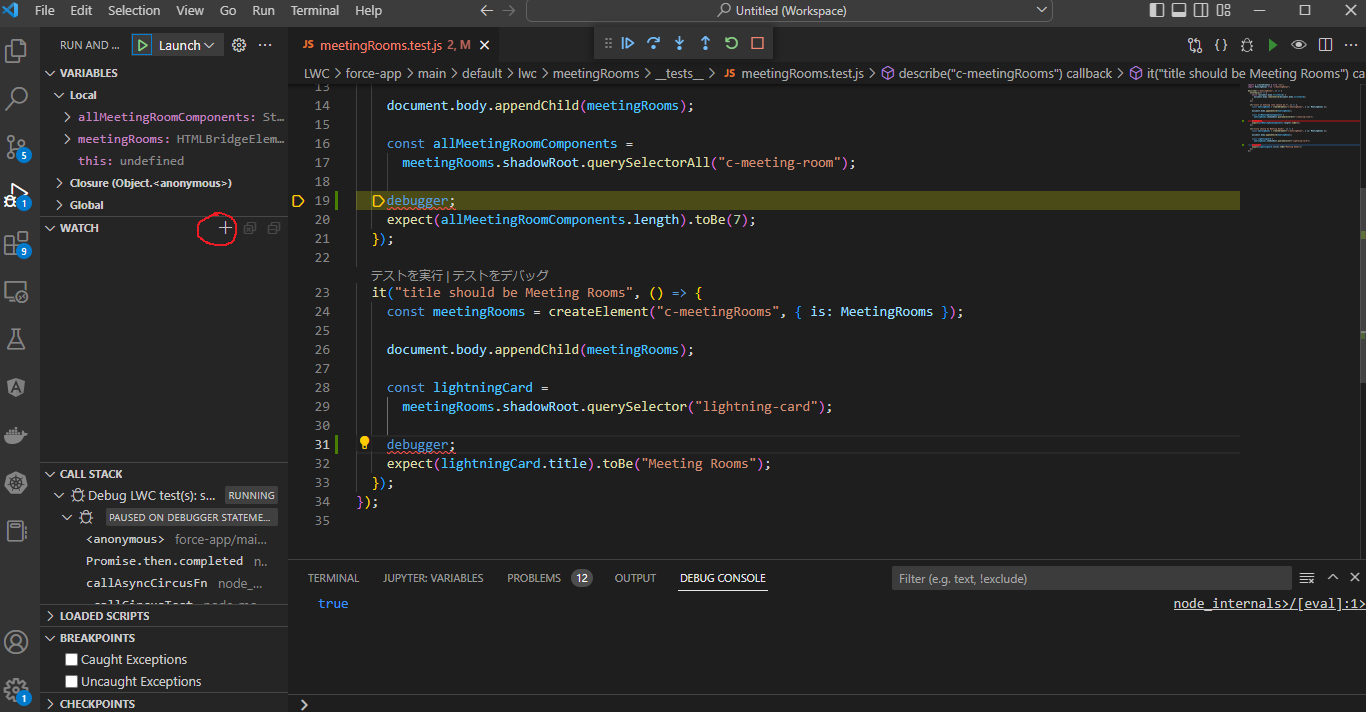 File Edit Selection View Go Run Terminal Help
Untitled (Workspace)
RUN AND ... Launch
meetingRooms.test.js 2, M
LWC > force-app > main > default > lwc > meetingRooms > __tests__ > JS meetingRooms.test.js > describe("c-meetingRooms") callback > it("title should be Meeting Rooms") ca
VARIABLES
Local
allMeetingRoomComponents: St...
meetingRooms: HTMLBridgeElem...
this: undefined
Closure (Object.<anonymous>)
Global
WATCH
CALL STACK
Debug LWC test(s): s... RUNNING
PAUSED ON DEBUGGER STATEME...
<anonymous> force-app/mai...
Promise.then.completed n...
callAsyncCircusFn node_...
LOADED SCRIPTS
BREAKPOINTS
Caught Exceptions
Uncaught Exceptions
CHECKPOINTS
5
1
9
1
13
14 document.body.appendChild(meetingRooms);
15
16 const allMeetingRoomComponents =
17 meetingRooms.shadowRoot.querySelectorAll("c-meeting-room");
18
19 debugger;
20 expect(allMeetingRoomComponents.length).toBe(7);
21 });
22
テストを実行 | テストをデバッグ
23 it("title should be Meeting Rooms", () => {
24 const meetingRooms = createElement("c-meetingRooms", { is: MeetingRooms });
25
26 document.body.appendChild(meetingRooms);
27
28 const lightningCard =
29 meetingRooms.shadowRoot.querySelector("lightning-card");
30
31 debugger;
32 expect(lightningCard.title).toBe("Meeting Rooms");
33 });
34 });
35
TERMINAL JUPYTER: VARIABLES PROBLEMS 12 OUTPUT DEBUG CONSOLE
Filter (e.g. text, !exclude)
true
node_internals>/[eval]:1>